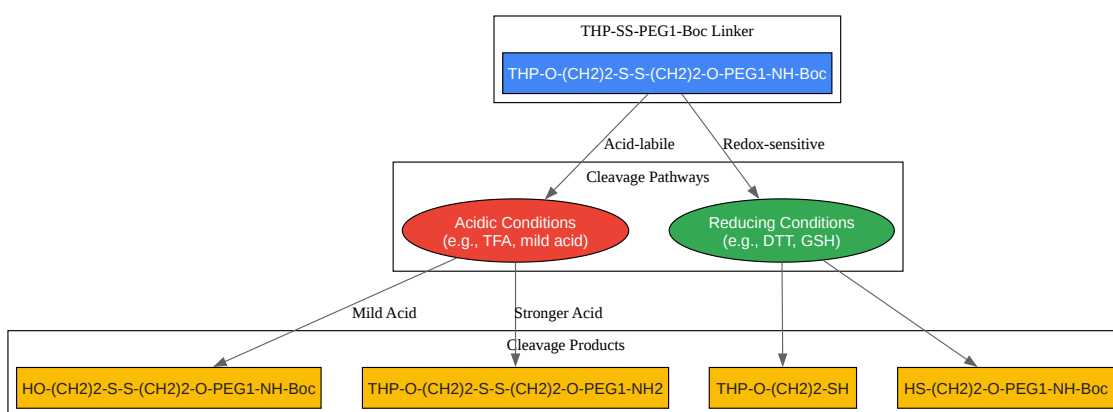 THP-SS-PEG1-Boc Linker
THP-O-(CH2)2-S-S-(CH2)2-O-PEG1-NH-Boc
Acid-labile
Redox-sensitive
Cleavage Pathways
Acidic Conditions
(e.g., TFA, mild acid)
Reducing Conditions
(e.g., DTT, GSH)
Mild Acid
Stronger Acid
Cleavage Products
HO-(CH2)2-S-S-(CH2)2-O-PEG1-NH-Boc
THP-O-(CH2)2-S-S-(CH2)2-O-PEG1-NH2
THP-O-(CH2)2-SH
HS-(CH2)2-O-PEG1-NH-Boc